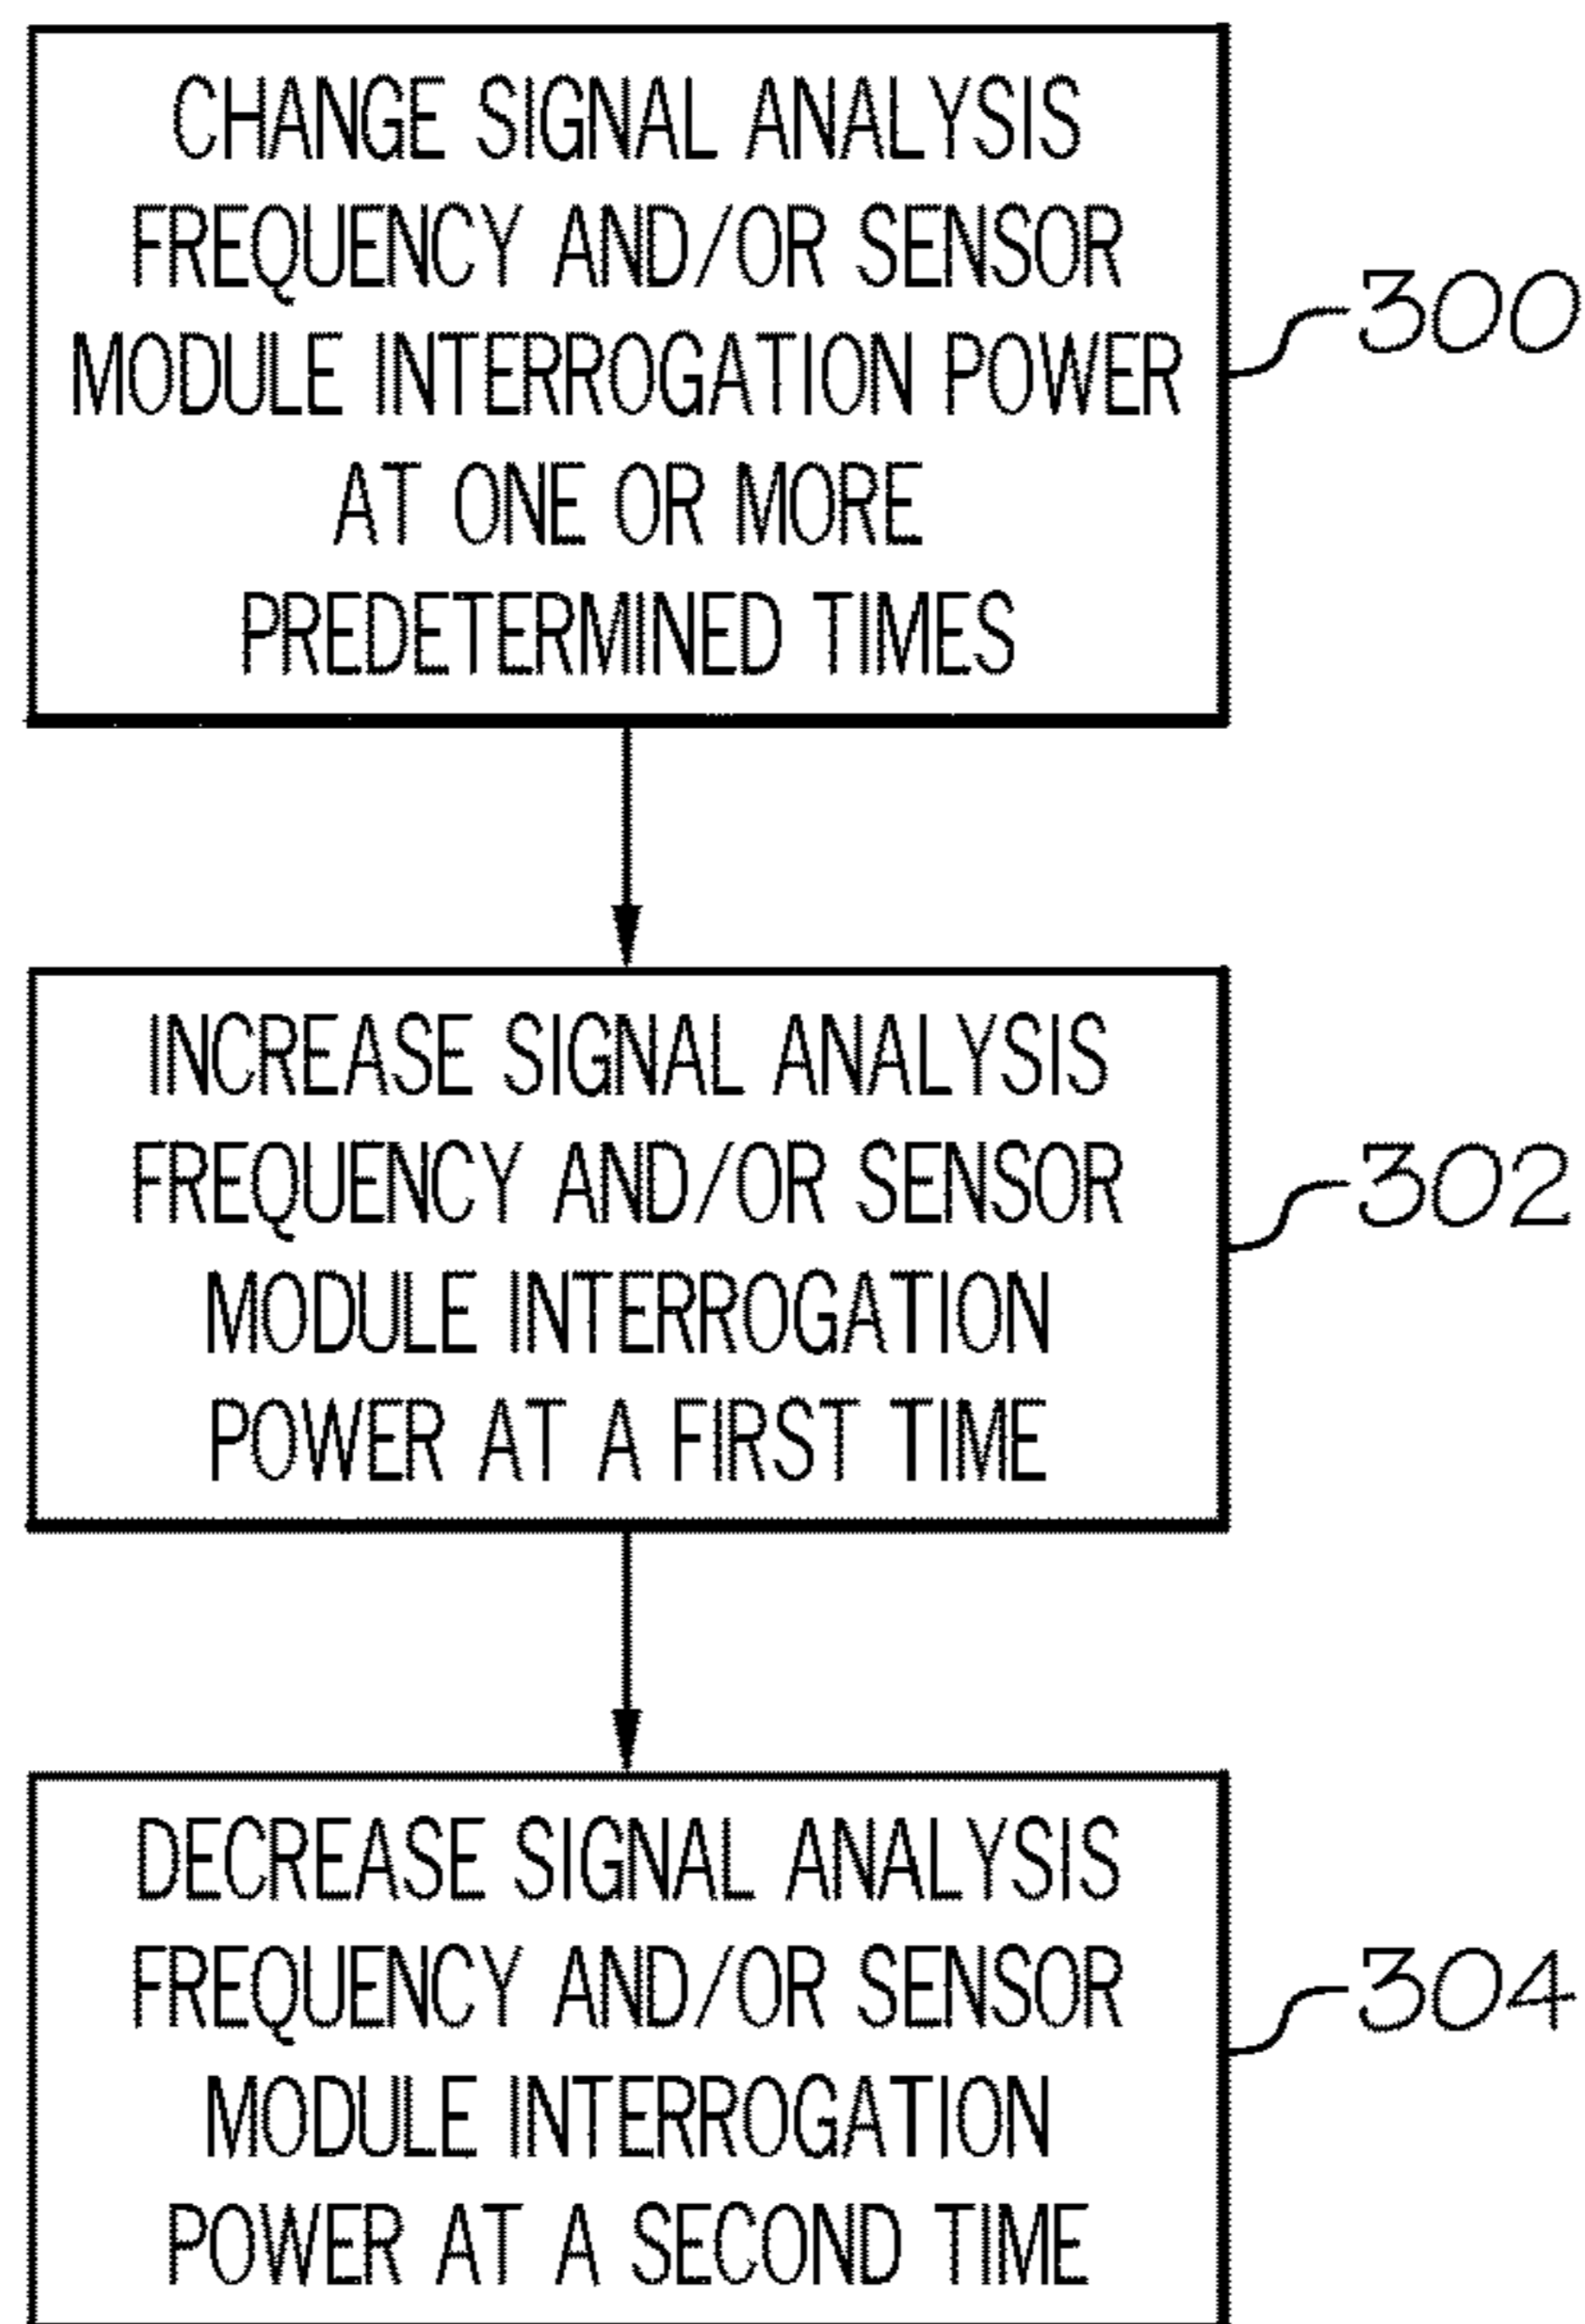 CHANGE SIGNAL ANALYSIS
FREQUENCY AND/OR SENSOR
MODULE INTERROGATION POWER
AT ONE OR MORE
PREDETERMINED TIMES
300
INCREASE SIGNAL ANALYSIS
FREQUENCY AND/OR SENSOR
MODULE INTERROGATION
POWER AT A FIRST TIME
302
DECREASE SIGNAL ANALYSIS
FREQUENCY AND/OR SENSOR
MODULE INTERROGATION
POWER AT A SECOND TIME
304